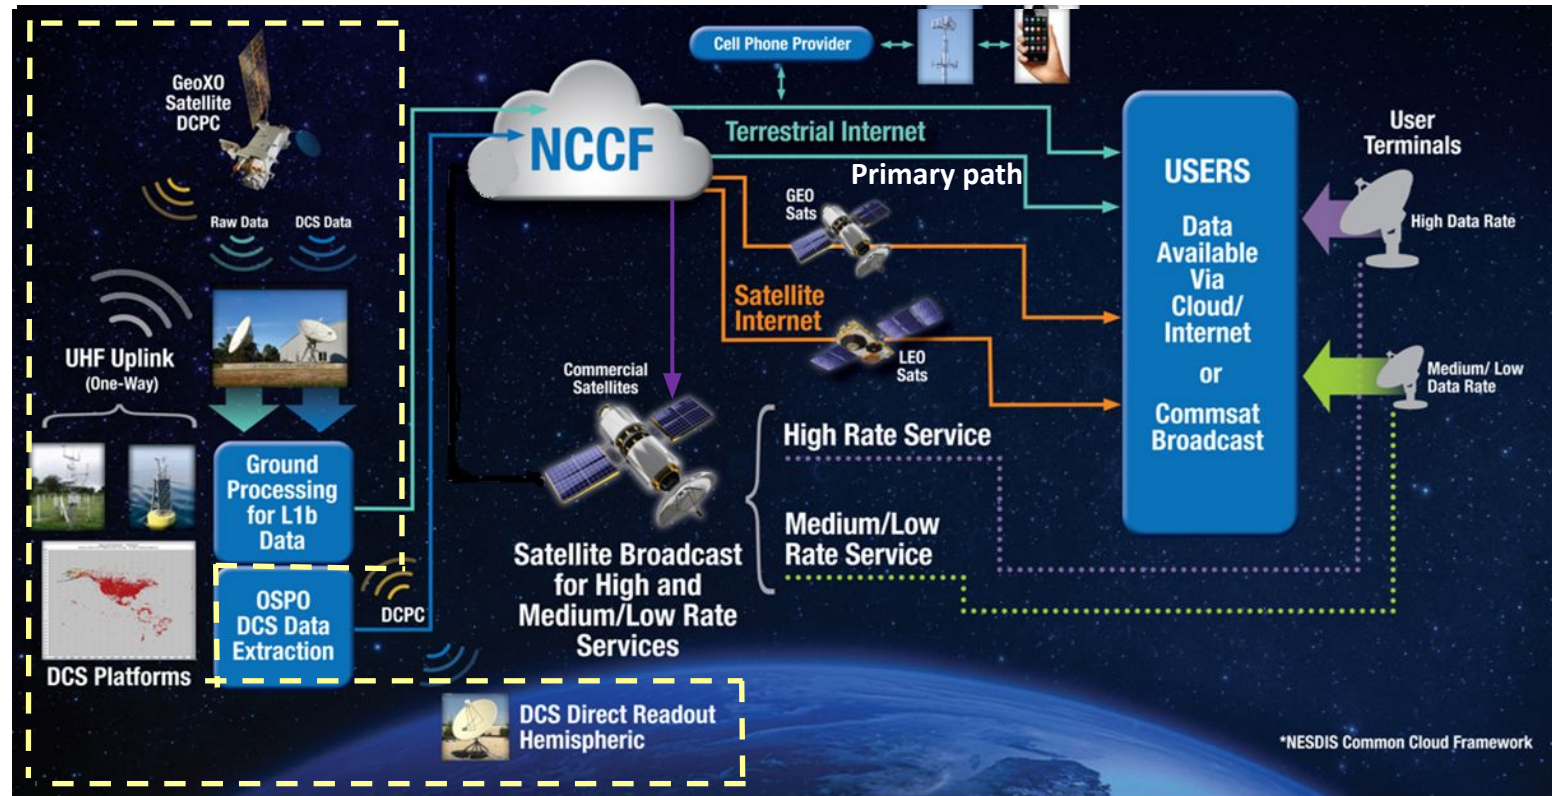 GeoXO
Satellite
DCPC
Raw Data
DCS Data
UHF Uplink
(One-Way)
Ground
Processing
for L1b
Data
OSPO
DCS Data
Extraction
DCPC
DCS Platforms
DCS Direct Readout
Hemispheric
NCCF
Cell Phone Provider
Terrestrial Internet
Primary path
GEO
Sats
Satellite
Internet
LEO
Sats
Commercial
Satellites
Satellite Broadcast
for High and
Medium/Low Rate
Services
High Rate Service
Medium/Low
Rate Service
USERS
Data
Available
Via
Cloud/
Internet
or
Commsat
Broadcast
User
Terminals
High Data Rate
Medium/ Low
Data Rate
*NESDIS Common Cloud Framework